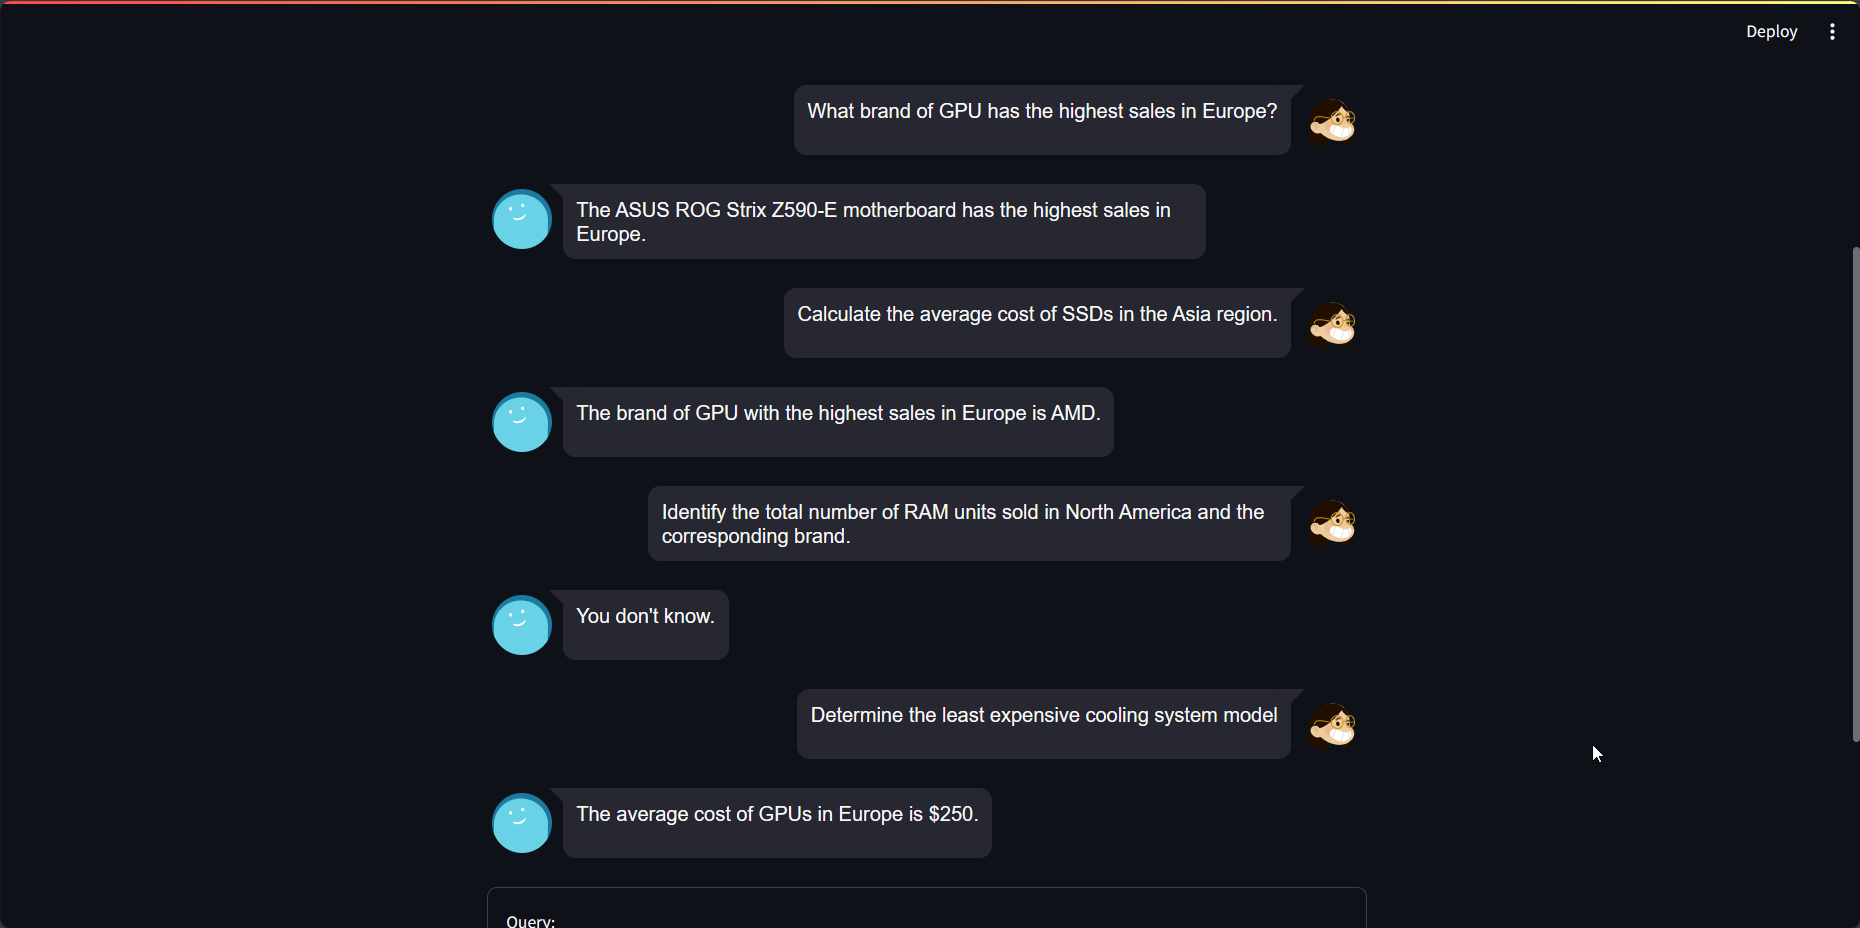 Deploy
What brand of GPU has the highest sales in Europe?
The ASUS ROG Strix Z590-E motherboard has the highest sales in
Europe.
Calculate the average cost of SSDs in the Asia region.
The brand of GPU with the highest sales in Europe is AMD.
Identify the total number of RAM units sold in North America and the
corresponding brand.
You don't know.
Determine the least expensive cooling system model
The average cost of GPUs in Europe is $250.
Query: